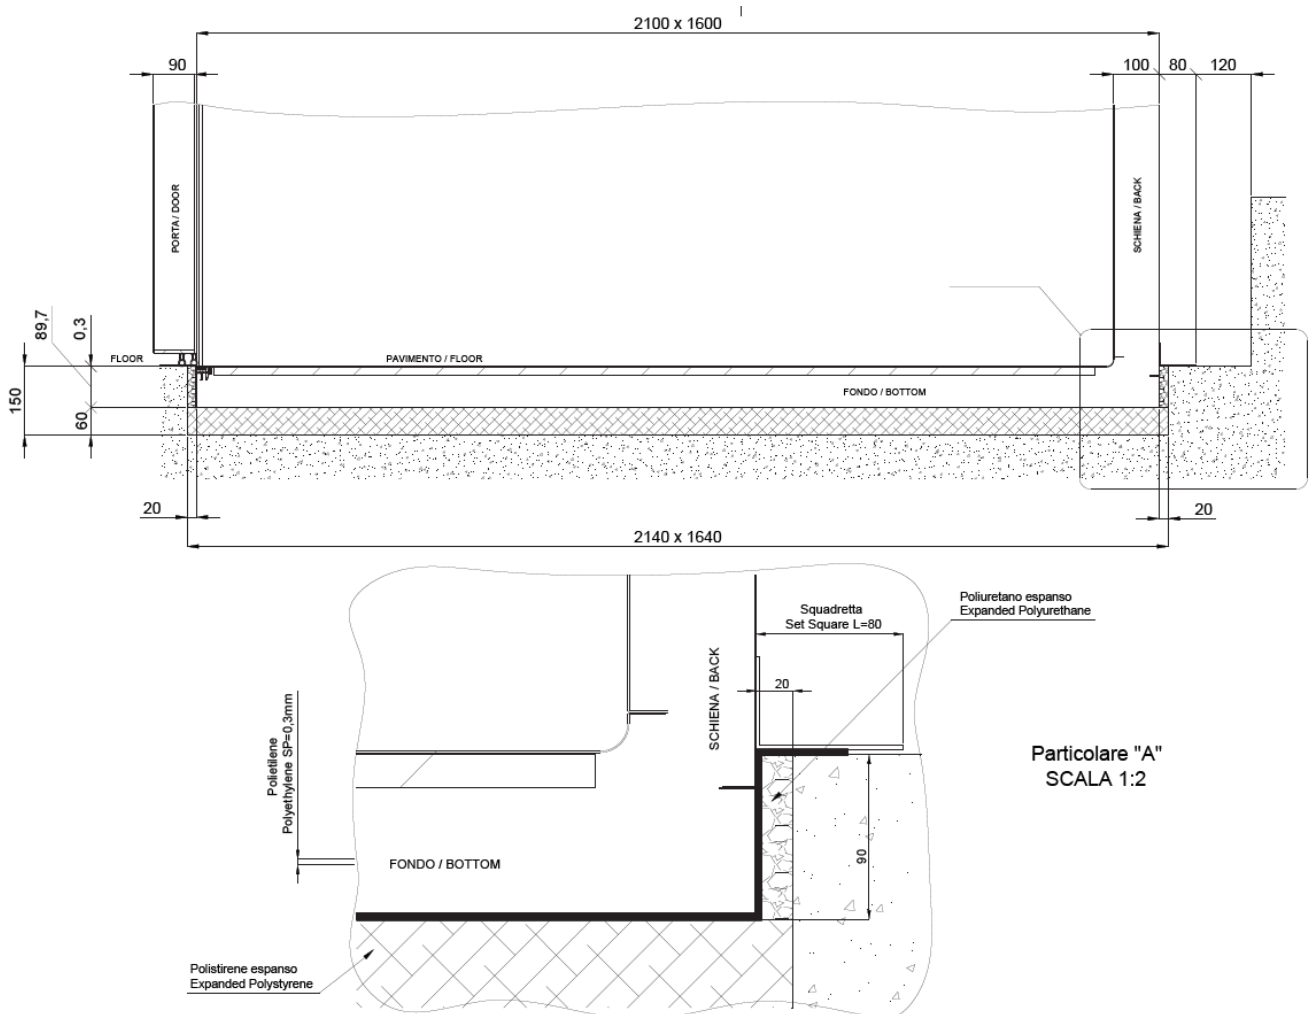 2100 x 1600
90
100
80
120
PORTA / DOOR
SCHIENA / BACK
89,7
0,3
FLOOR
PAVIMENTO / FLOOR
150
60
FONDO / BOTTOM
20
20
2140 x 1640
Poliuretano espanso
Expanded Polyurethane
Squadretta
Set Square L=80
SCHIENA / BACK
20
Polietilene
Polyethylene SP=0,3mm
Particolare "A"
SCALA 1:2
90
FONDO / BOTTOM
Polistirene espanso
Expanded Polystyrene